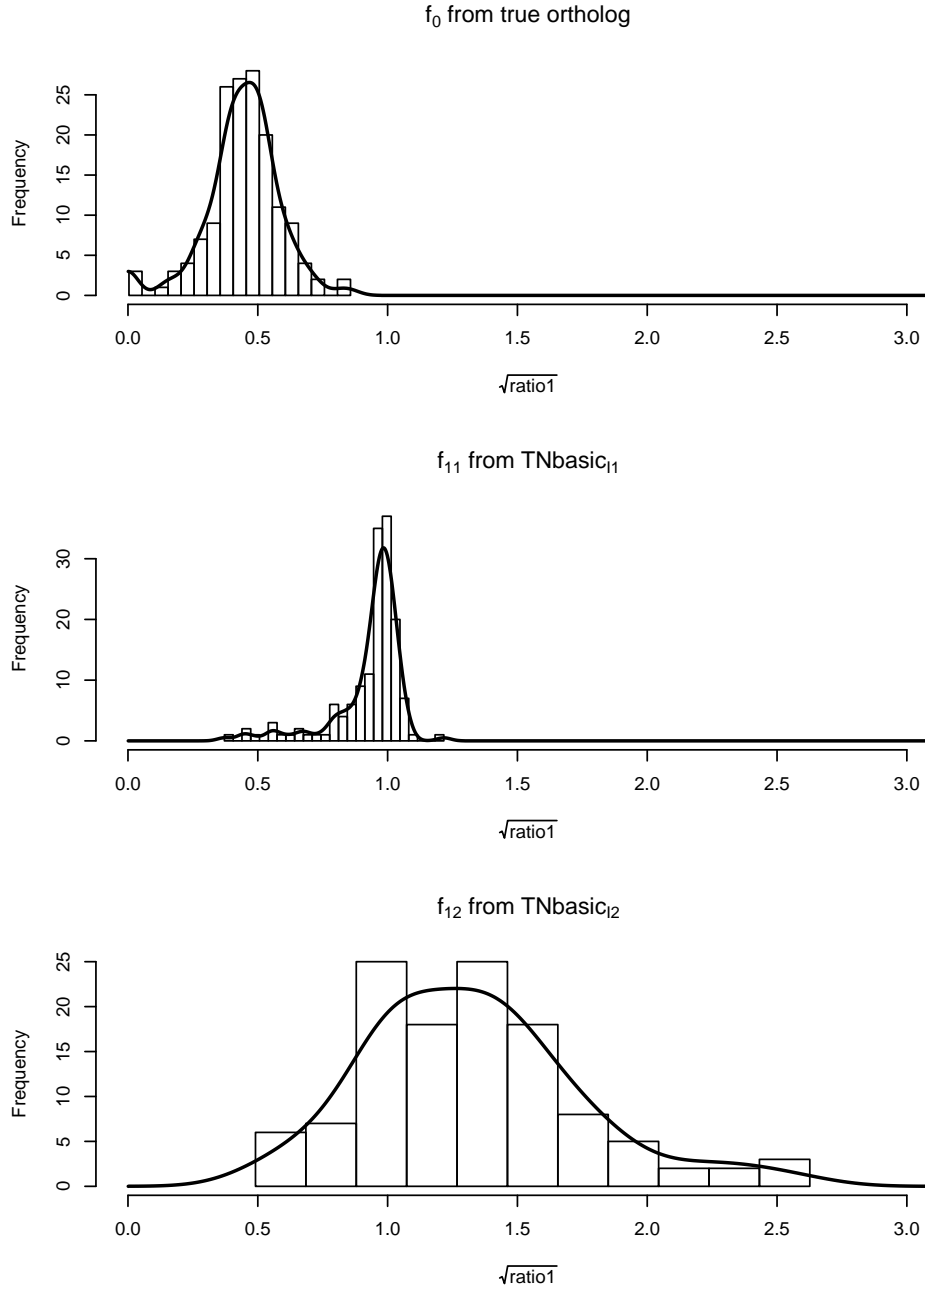 f₀ from true ortholog
Frequency
0 5 10 15 20 25
0.0 0.5 1.0 1.5 2.0 2.5 3.0
√ratio1
f₁₁ from TNbasic_l1
Frequency
0 10 20 30
0.0 0.5 1.0 1.5 2.0 2.5 3.0
√ratio1
f₁₂ from TNbasic_l2
Frequency
0 5 10 15 20 25
0.0 0.5 1.0 1.5 2.0 2.5 3.0
√ratio1